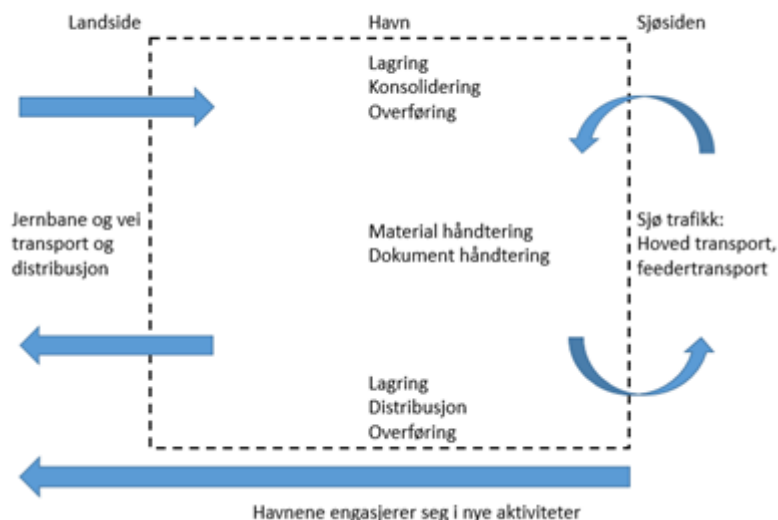 Landside
Havn
Sjøsiden
Lagring
Konsolidering
Overføring
Jernbane og vei
transport og
distribusjon
Material håndtering
Dokument håndtering
Sjø trafikk:
Hoved transport,
feedertransport
Lagring
Distribusjon
Overføring
Havnene engasjerer seg i nye aktiviteter